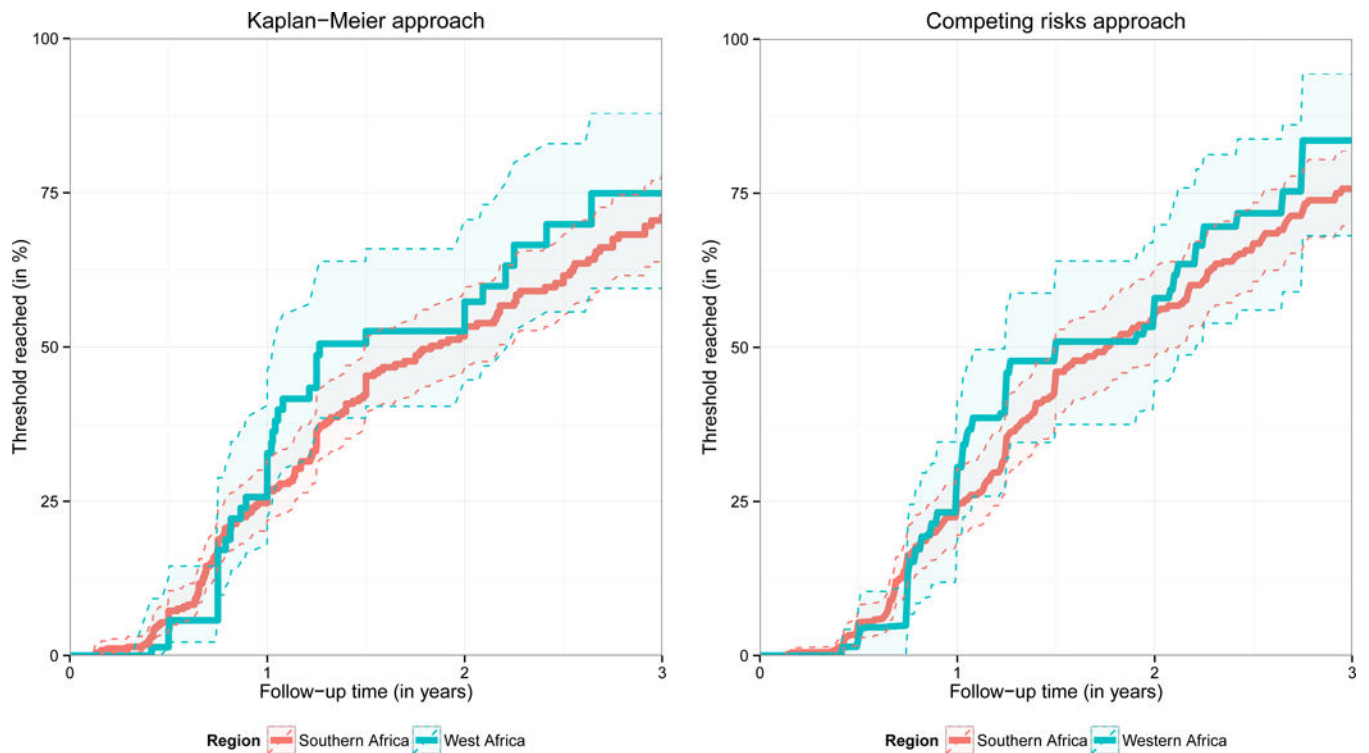 Kaplan−Meier approach
Threshold reached (in %)
100
75
50
25
0
0 1 2 3
Follow−up time (in years)
Region Southern Africa West Africa
Competing risks approach
Threshold reached (in %)
100
75
50
25
0
0 1 2 3
Follow−up time (in years)
Region Southern Africa Western Africa